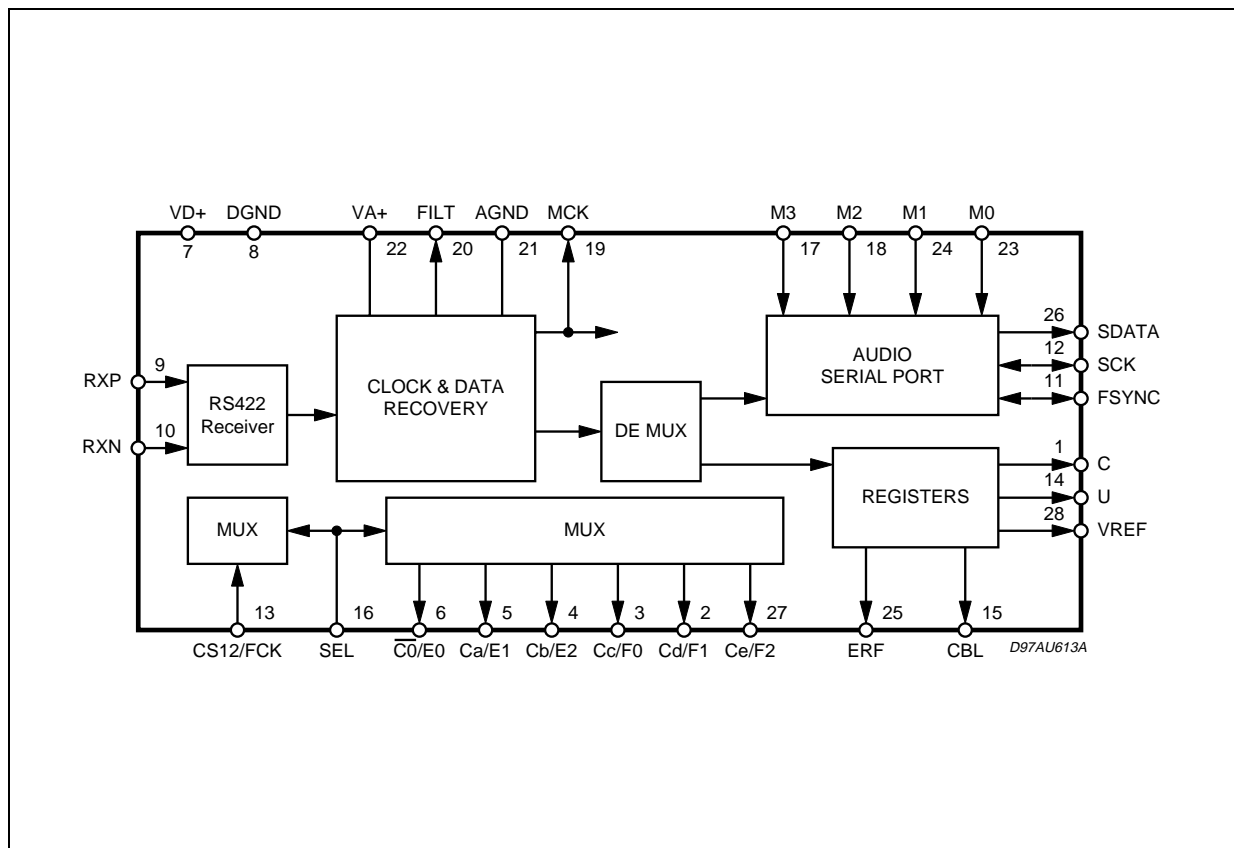 VD+ DGND VA+ FILT AGND MCK M3 M2 M1 M0
7 8 22 20 21 19 17 18 24 23
26 SDATA
12 SCK
11 FSYNC
AUDIO
SERIAL PORT
RXP 9
RXN 10
RS422
Receiver
CLOCK & DATA
RECOVERY
DE MUX
REGISTERS
1 C
14 U
28 VREF
MUX
MUX
13 16 6 5 4 3 2 27 25 15
CS12/FCK SEL C̅0̅/E0 Ca/E1 Cb/E2 Cc/F0 Cd/F1 Ce/F2 ERF CBL
D97AU613A